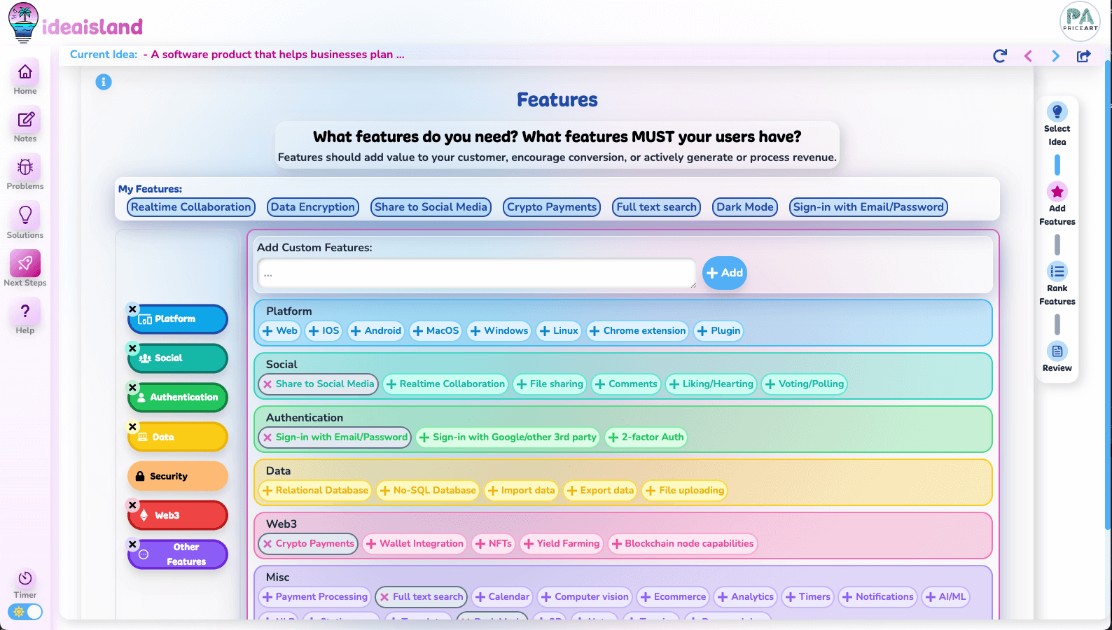 ideaisland
PA
PRICEART
Current Idea: - A software product that helps businesses plan ...
Home
Notes
Problems
Solutions
Next Steps
Help
Timer
Features
What features do you need? What features MUST your users have?
Features should add value to your customer, encourage conversion, or actively generate or process revenue.
My Features:
Realtime Collaboration Data Encryption Share to Social Media Crypto Payments Full text search Dark Mode Sign-in with Email/Password
Platform
Social
Authentication
Data
Security
Web3
Other
Features
Add Custom Features:
...
+ Add
Platform
+ Web + IOS + Android + MacOS + Windows + Linux + Chrome extension + Plugin
Social
× Share to Social Media + Realtime Collaboration + File sharing + Comments + Liking/Hearting + Voting/Polling
Authentication
× Sign-in with Email/Password + Sign-in with Google/other 3rd party + 2-factor Auth
Data
+ Relational Database + No-SQL Database + Import data + Export data + File uploading
Web3
× Crypto Payments + Wallet Integration + NFTs + Yield Farming + Blockchain node capabilities
Misc
+ Payment Processing × Full text search + Calendar + Computer vision + Ecommerce + Analytics + Timers + Notifications + AI/ML
Select
Idea
Add
Features
Rank
Features
Review